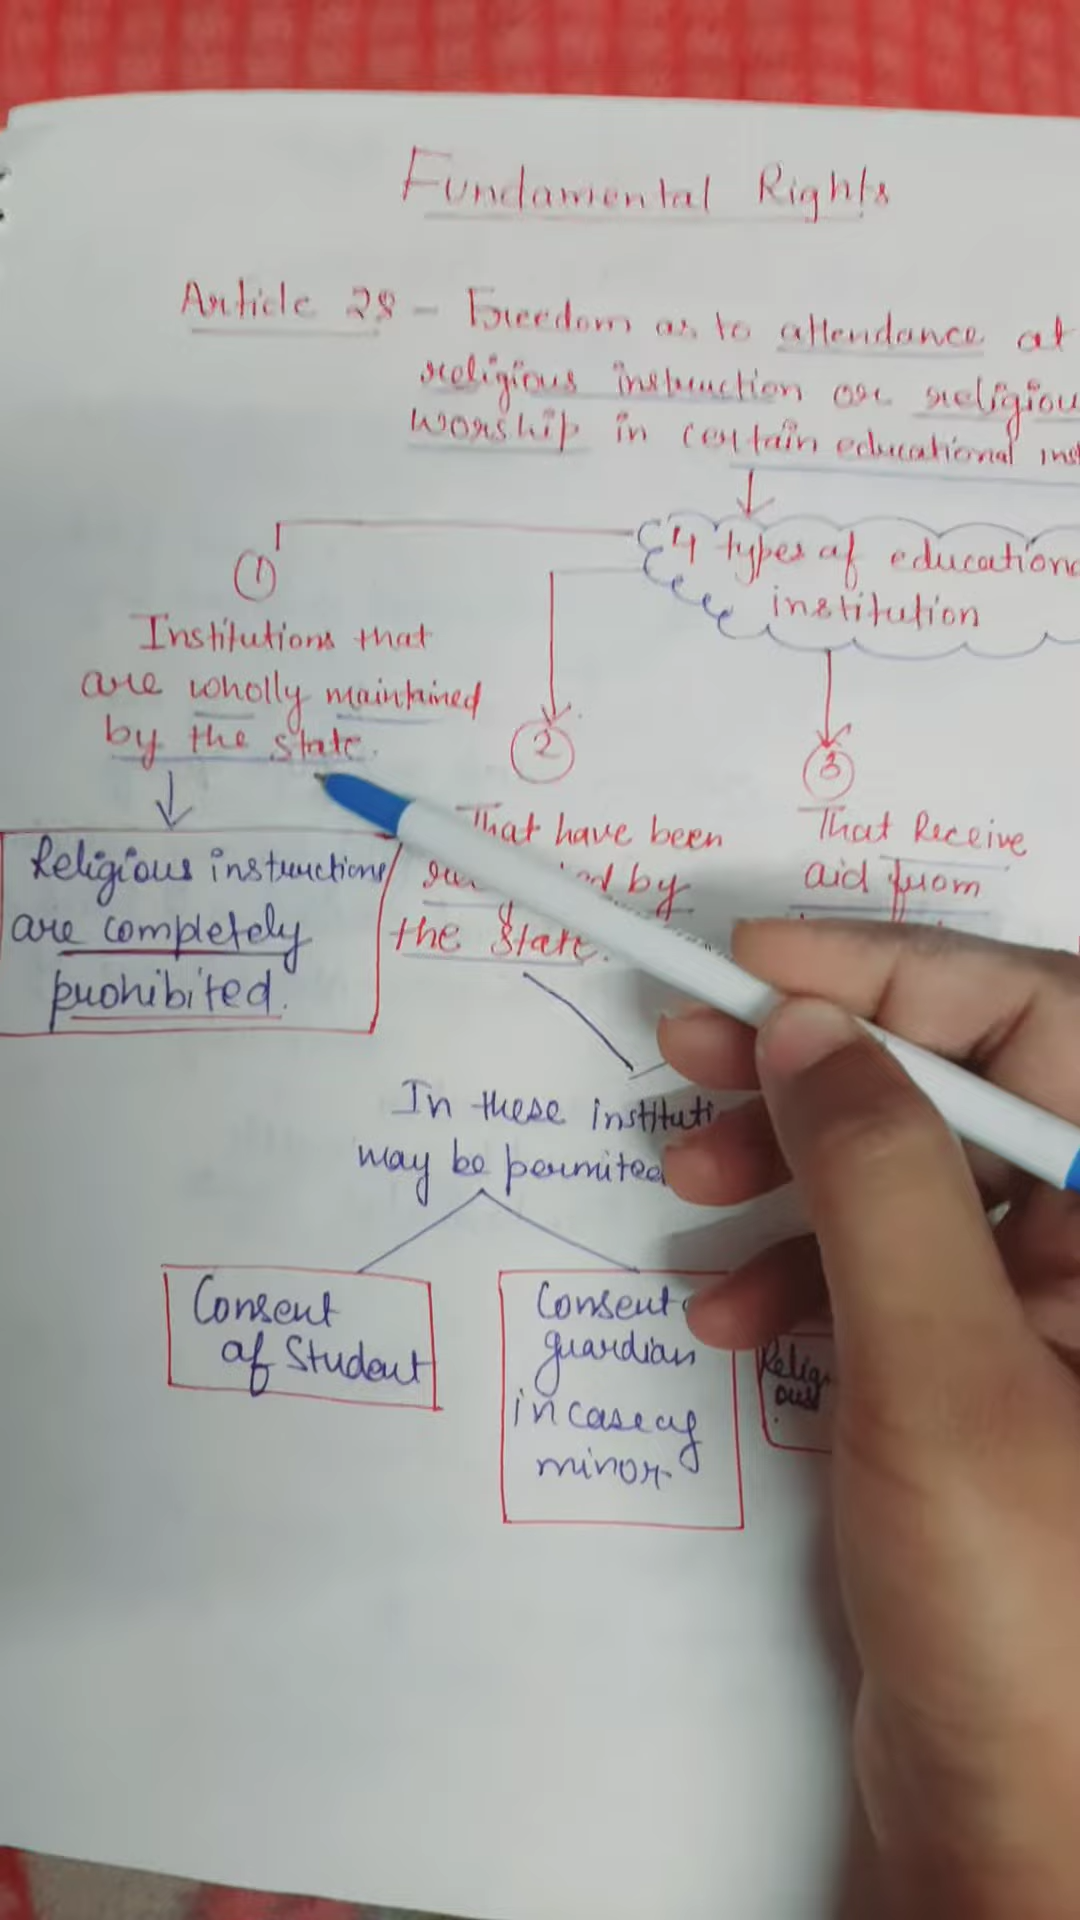 Fundamental Rights
Article 28 - Freedom as to attendance at
religious instruction or religiou
worship in certain educational ins
4 types of educationa
institution
1
Institutions that
are wholly maintained
by the state.
Religious instructions
are completely
prohibited.
2
That have been
by
the State.
3
That Receive
aid from
In these instituti
may be permited
Consent
of Student
Consent
guardian
in case of
minor
Relig
ous